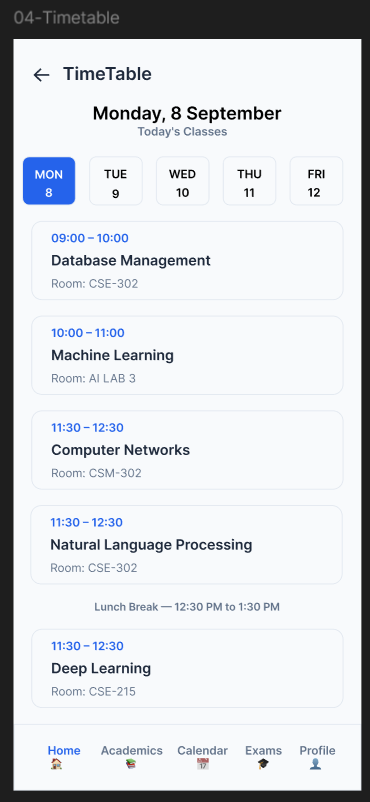 04-Timetable
← TimeTable
Monday, 8 September
Today's Classes
MON TUE WED THU FRI
8 9 10 11 12
09:00 – 10:00
Database Management
Room: CSE-302
10:00 – 11:00
Machine Learning
Room: AI LAB 3
11:30 – 12:30
Computer Networks
Room: CSM-302
11:30 – 12:30
Natural Language Processing
Room: CSE-302
Lunch Break — 12:30 PM to 1:30 PM
11:30 – 12:30
Deep Learning
Room: CSE-215
Home Academics Calendar Exams Profile